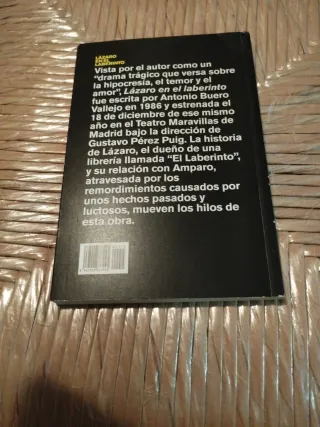 LÁZARO
EN EL
LABERINTO
Vista por el autor como un
"drama trágico que versa sobre
la hipocresía, el temor y el
amor", Lázaro en el laberinto
fue escrita por Antonio Buero
Vallejo en 1986 y estrenada el
18 de diciembre de ese mismo
año en el Teatro Maravillas de
Madrid bajo la dirección de
Gustavo Pérez Puig. La historia
de Lázaro, el dueño de una
librería llamada "El Laberinto",
y su relación con Amparo,
atravesada por los
remordimientos causados por
unos hechos pasados y
luctosos, mueven los hilos de
esta obra.